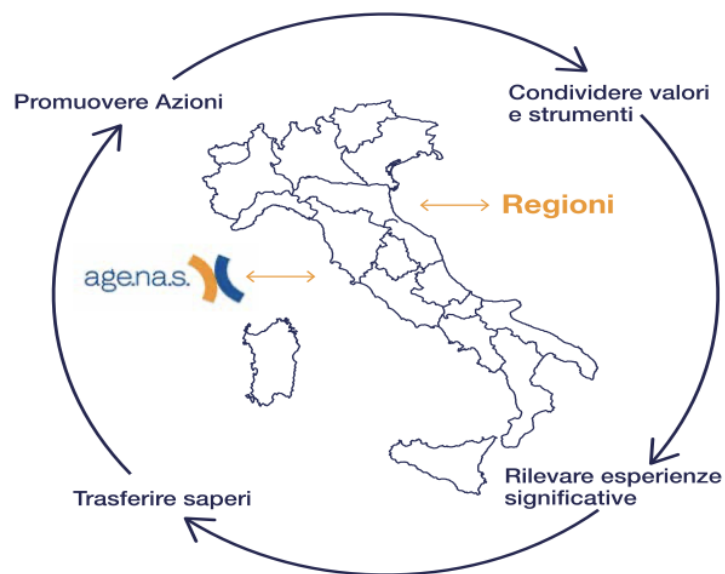 Promuovere Azioni
Condividere valori
e strumenti
Regioni
age.na.s.
Trasferire saperi
Rilevare esperienze
significative